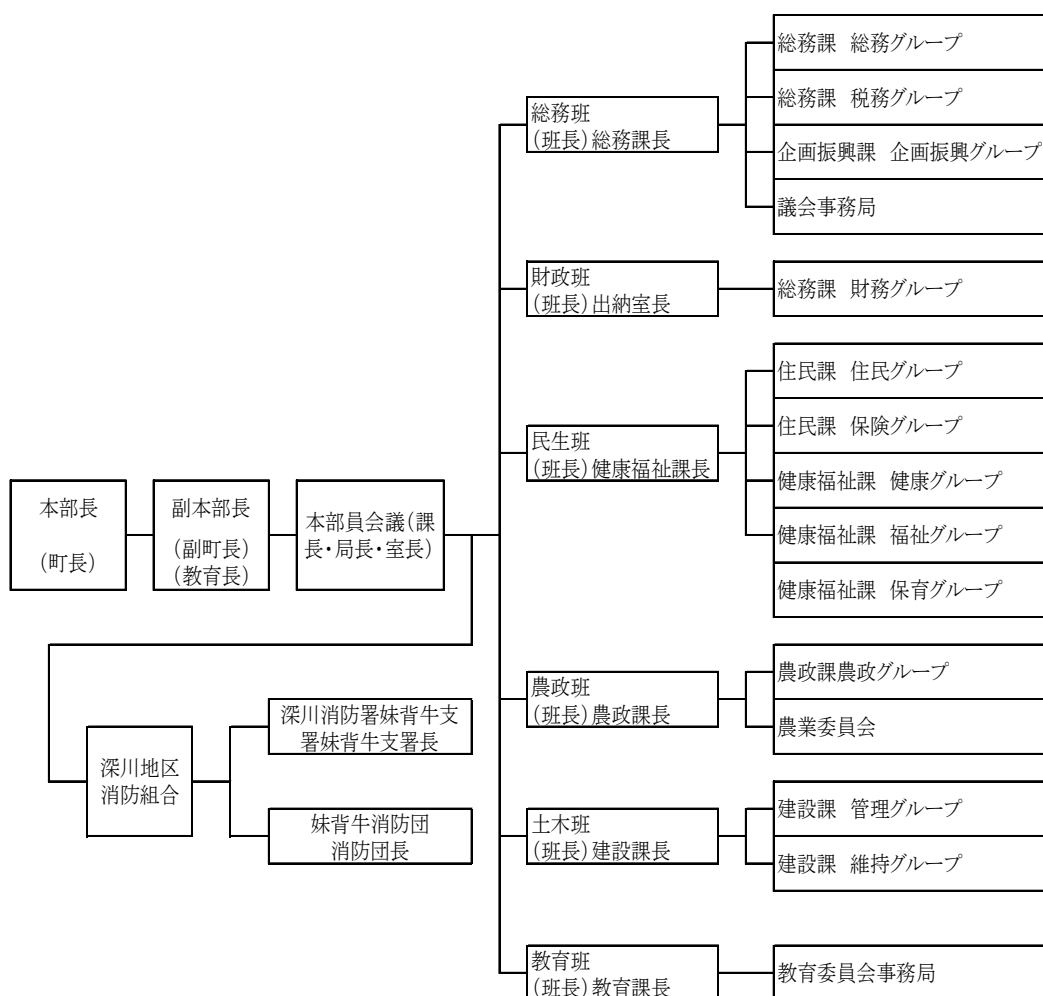 本部長
(町長)
副本部長
(副町長)
(教育長)
本部員会議(課
長・局長・室長)
深川地区
消防組合
深川消防署妹背牛支
署妹背牛支署長
妹背牛消防団
消防団長
総務班
(班長)総務課長
総務課 総務グループ
総務課 税務グループ
企画振興課 企画振興グループ
議会事務局
財政班
(班長)出納室長
総務課 財務グループ
民生班
(班長)健康福祉課長
住民課 住民グループ
住民課 保険グループ
健康福祉課 健康グループ
健康福祉課 福祉グループ
健康福祉課 保育グループ
農政班
(班長)農政課長
農政課農政グループ
農業委員会
土木班
(班長)建設課長
建設課 管理グループ
建設課 維持グループ
教育班
(班長)教育課長
教育委員会事務局